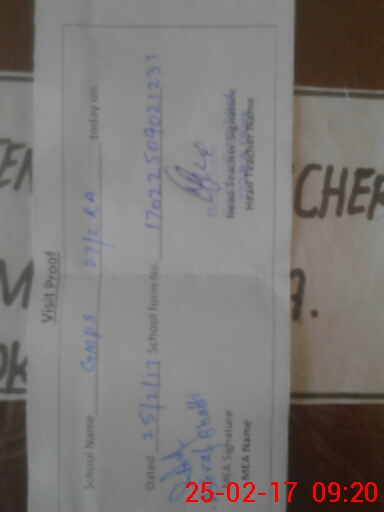 Visit Proof
School Name GMPS 27/2 RA today on
Dated 25/2/17 School form No. 17022509021231
MEA Signature Head Teacher Signature
MEA Name Head Teacher Name
CHER
A.
25-02-17 09:20